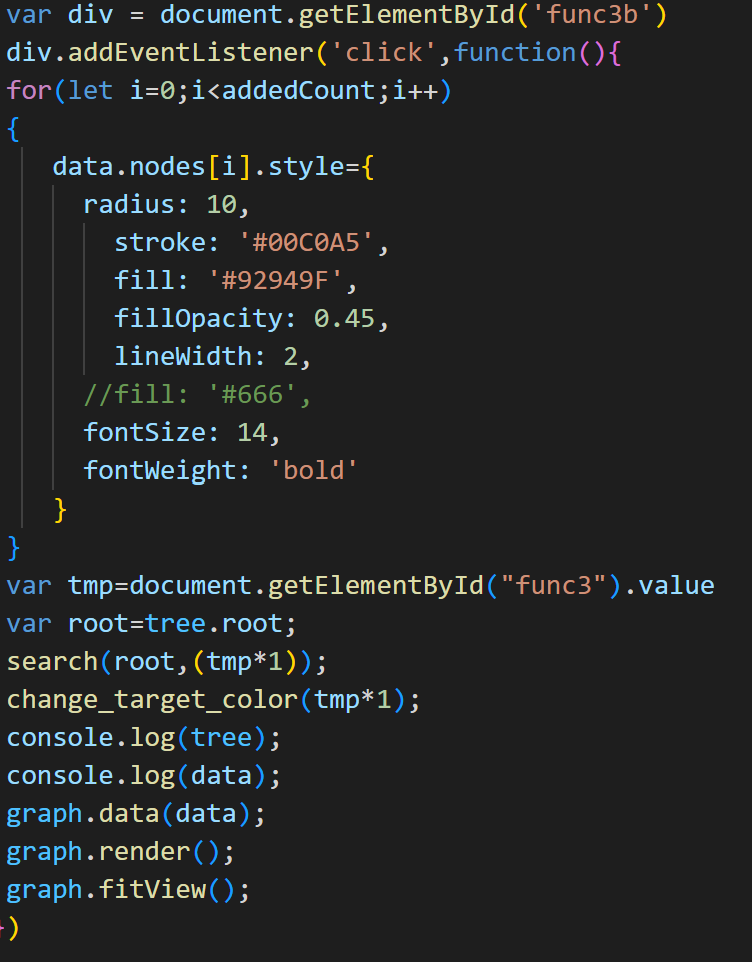 var div = document.getElementById('func3b')
div.addEventListener('click',function(){
for(let i=0;i<addedCount;i++)
{
data.nodes[i].style={
radius: 10,
stroke: '#00C0A5',
fill: '#92949F',
fillOpacity: 0.45,
lineWidth: 2,
//fill: '#666',
fontSize: 14,
fontWeight: 'bold'
}
}
var tmp=document.getElementById("func3").value
var root=tree.root;
search(root,(tmp*1));
change_target_color(tmp*1);
console.log(tree);
console.log(data);
graph.data(data);
graph.render();
graph.fitView();
})